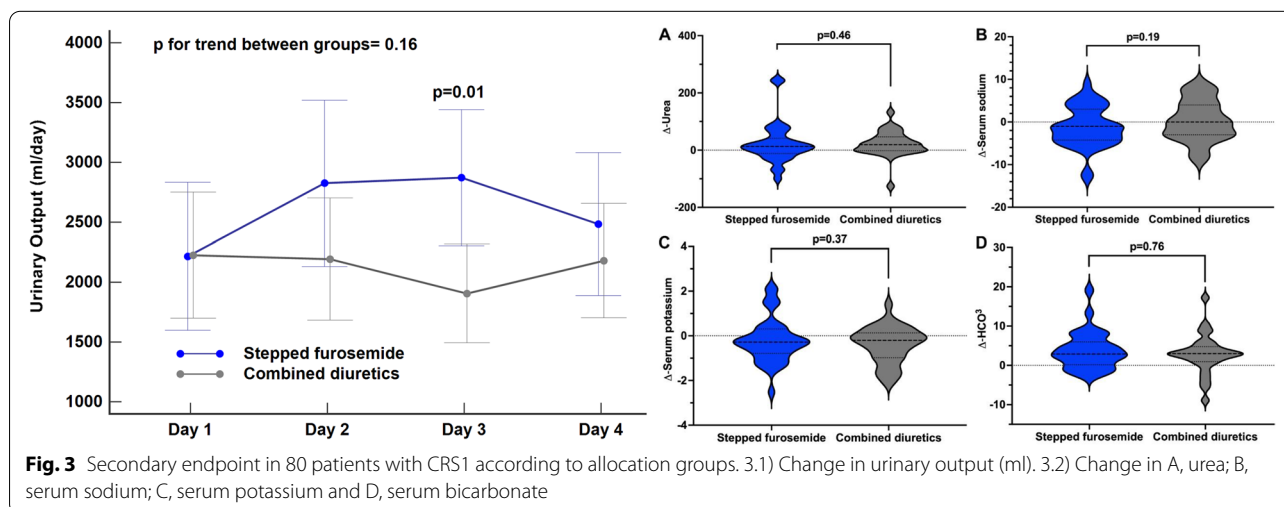 4000
3500
3000
2500
2000
1500
1000
Urinary Output (ml/day)
p for trend between groups= 0.16
p=0.01
Stepped furosemide
Combined diuretics
Day 1 Day 2 Day 3 Day 4
A
p=0.46
400
200
0
-200
Δ-Urea
Stepped furosemide Combined diuretics
B
p=0.19
20
10
0
-10
-20
Δ-Serum sodium
Stepped furosemide Combined diuretics
C
p=0.37
4
2
0
-2
-4
Δ-Serum potassium
Stepped furosemide Combined diuretics
D
p=0.76
30
20
10
0
-10
Δ-HCO³
Stepped furosemide Combined diuretics
Fig. 3 Secondary endpoint in 80 patients with CRS1 according to allocation groups. 3.1) Change in urinary output (ml). 3.2) Change in A, urea; B,
serum sodium; C, serum potassium and D, serum bicarbonate